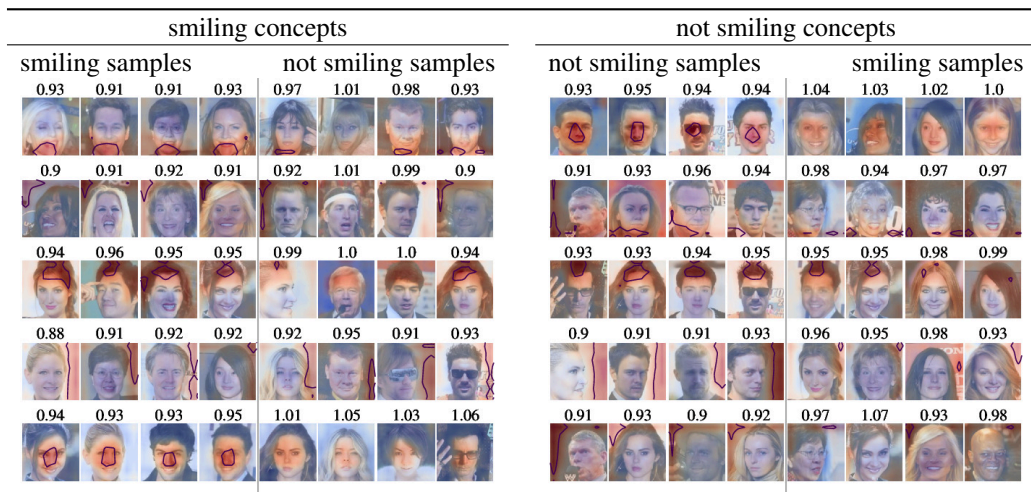 smiling concepts
not smiling concepts
smiling samples
not smiling samples
not smiling samples
smiling samples
0.93 0.91 0.91 0.93 0.97 1.01 0.98 0.93
0.93 0.95 0.94 0.94 1.04 1.03 1.02 1.0
0.9 0.91 0.92 0.91 0.92 0.91 0.99 0.9
0.91 0.93 0.96 0.94 0.98 0.94 0.97 0.97
0.94 0.96 0.95 0.95 0.99 1.0 1.0 0.94
0.93 0.93 0.94 0.95 0.95 0.95 0.98 0.99
0.88 0.91 0.92 0.92 0.92 0.95 0.91 0.93
0.9 0.91 0.91 0.93 0.96 0.95 0.98 0.93
0.94 0.93 0.93 0.95 1.01 1.05 1.03 1.06
0.91 0.93 0.9 0.92 0.97 1.07 0.93 0.98